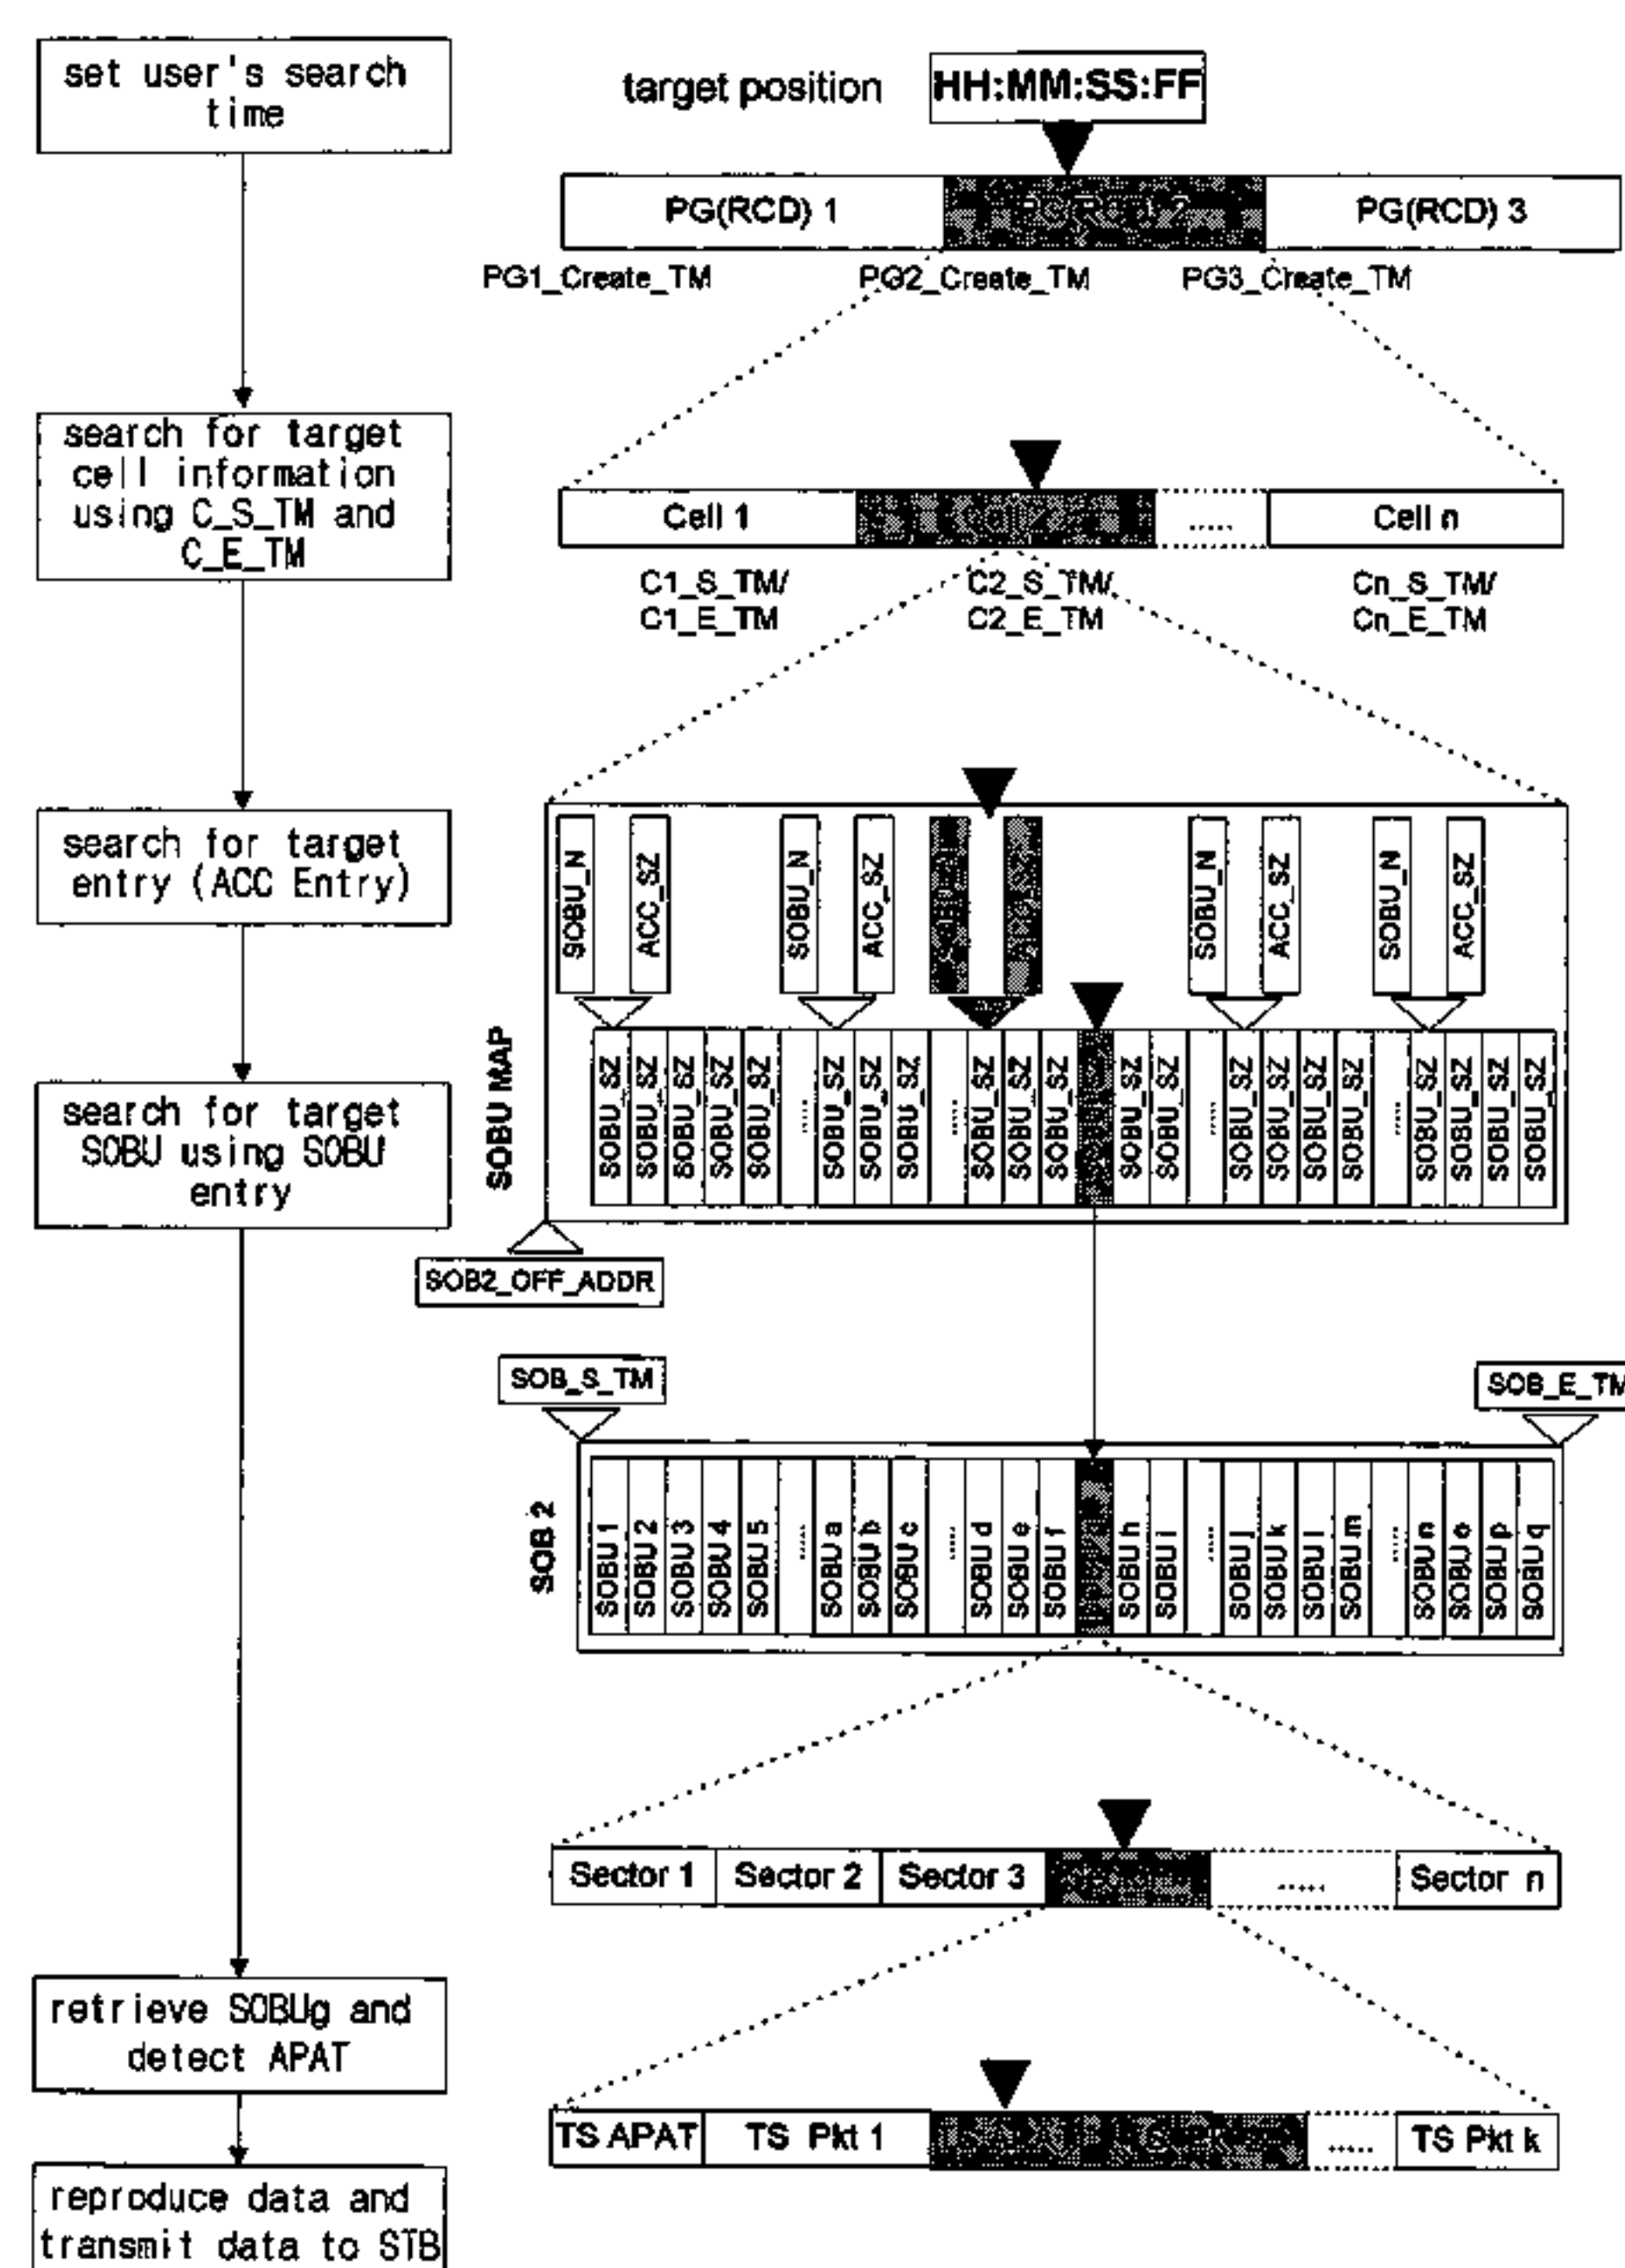 set user's search
time
target position
HH:MM:SS:FF
PG(RCD) 1
PG(RCD) 3
PG1_Create_TM
PG2_Create_TM
PG3_Create_TM
search for target
cell information
using C_S_TM and
C_E_TM
Cell 1
.....
Cell n
C1_S_TM/
C1_E_TM
C2_S_TM/
C2_E_TM
Cn_S_TM/
Cn_E_TM
search for target
entry (ACC Entry)
SOBU_N
ACC_SZ
SOBU_N
ACC_SZ
SOBU_N
ACC_SZ
SOBU_N
ACC_SZ
SOBU MAP
SOBU_SZ
SOBU_SZ
SOBU_SZ
SOBU_SZ
SOBU_SZ
.....
SOBU_SZ
SOBU_SZ
SOBU_SZ
.....
SOBU_SZ
SOBU_SZ
SOBU_SZ
SOBU_SZ
SOBU_SZ
.....
SOBU_SZ
SOBU_SZ
SOBU_SZ
SOBU_SZ
.....
SOBU_SZ
SOBU_SZ
SOBU_SZ
SOBU_SZ
search for target
SOBU using SOBU
entry
SOB2_OFF_ADDR
SOB_S_TM
SOB_E_TM
SOB 2
SOBU 1
SOBU 2
SOBU 3
SOBU 4
SOBU 5
.....
SOBU a
SOBU b
SOBU c
.....
SOBU d
SOBU e
SOBU f
SOBU h
SOBU i
.....
SOBU j
SOBU k
SOBU l
SOBU m
.....
SOBU n
SOBU o
SOBU p
SOBU q
Sector 1
Sector 2
Sector 3
.....
Sector n
retrieve SOBUg and
detect APAT
TS APAT
TS Pkt 1
.....
TS Pkt k
reproduce data and
transmit data to STB